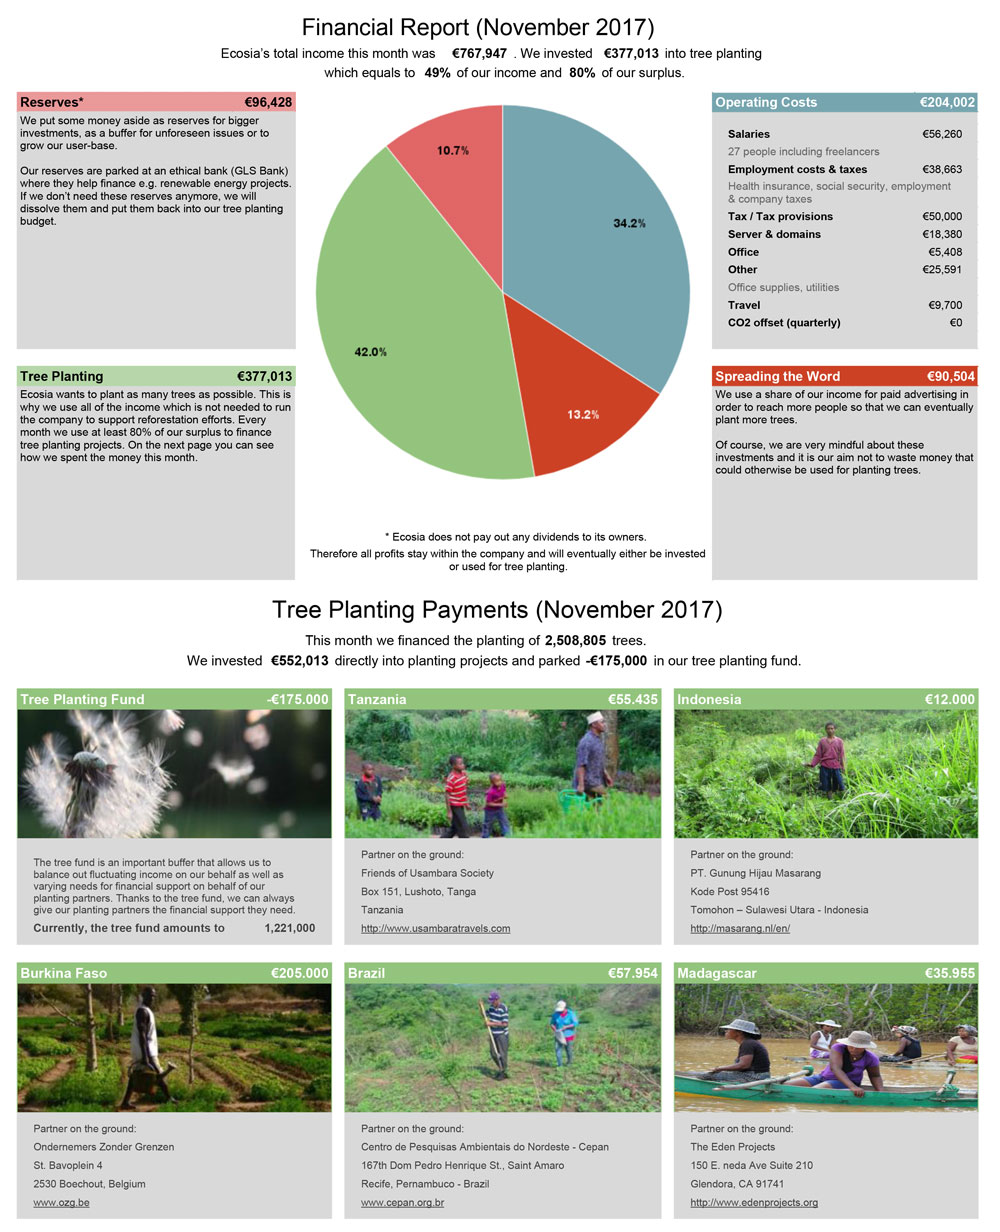 Financial Report (November 2017)
Ecosia's total income this month was €767,947 . We invested €377,013 into tree planting
which equals to 49% of our income and 80% of our surplus.
Reserves* €96,428
We put some money aside as reserves for bigger
investments, as a buffer for unforeseen issues or to
grow our user-base.
Our reserves are parked at an ethical bank (GLS Bank)
where they help finance e.g. renewable energy projects.
If we don't need these reserves anymore, we will
dissolve them and put them back into our tree planting
budget.
Tree Planting €377,013
Ecosia wants to plant as many trees as possible. This is
why we use all of the income which is not needed to run
the company to support reforestation efforts. Every
month we use at least 80% of our surplus to finance
tree planting projects. On the next page you can see
how we spent the money this month.
10.7%
34.2%
42.0%
13.2%
* Ecosia does not pay out any dividends to its owners.
Therefore all profits stay within the company and will eventually either be invested
or used for tree planting.
Operating Costs €204,002
Salaries €56,260
27 people including freelancers
Employment costs & taxes €38,663
Health insurance, social security, employment
& company taxes
Tax / Tax provisions €50,000
Server & domains €18,380
Office €5,408
Other €25,591
Office supplies, utilities
Travel €9,700
CO2 offset (quarterly) €0
Spreading the Word €90,504
We use a share of our income for paid advertising in
order to reach more people so that we can eventually
plant more trees.
Of course, we are very mindful about these
investments and it is our aim not to waste money that
could otherwise be used for planting trees.
Tree Planting Payments (November 2017)
This month we financed the planting of 2,508,805 trees.
We invested €552,013 directly into planting projects and parked -€175,000 in our tree planting fund.
Tree Planting Fund -€175.000
The tree fund is an important buffer that allows us to
balance out fluctuating income on our behalf as well as
varying needs for financial support on behalf of our
planting partners. Thanks to the tree fund, we can always
give our planting partners the financial support they need.
Currently, the tree fund amounts to 1,221,000
Tanzania €55.435
Partner on the ground:
Friends of Usambara Society
Box 151, Lushoto, Tanga
Tanzania
http://www.usambaratravels.com
Indonesia €12.000
Partner on the ground:
PT. Gunung Hijau Masarang
Kode Post 95416
Tomohon – Sulawesi Utara - Indonesia
http://masarang.nl/en/
Burkina Faso €205.000
Partner on the ground:
Ondernemers Zonder Grenzen
St. Bavoplein 4
2530 Boechout, Belgium
www.ozg.be
Brazil €57.954
Partner on the ground:
Centro de Pesquisas Ambientais do Nordeste - Cepan
167th Dom Pedro Henrique St., Saint Amaro
Recife, Pernambuco - Brazil
www.cepan.org.br
Madagascar €35.955
Partner on the ground:
The Eden Projects
150 E. neda Ave Suite 210
Glendora, CA 91741
http://www.edenprojects.org